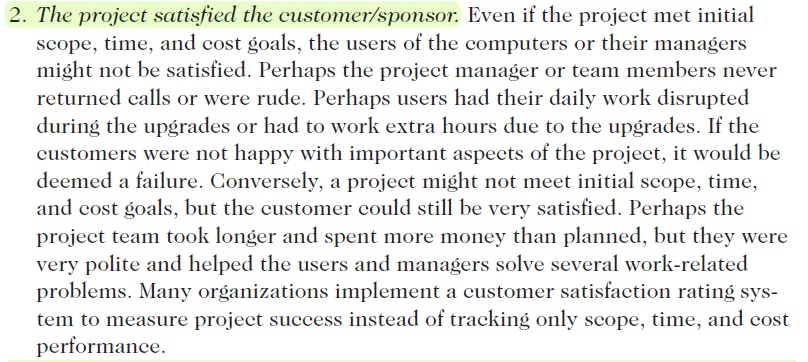 2. The project satisfied the customer/sponsor. Even if the project met initial
scope, time, and cost goals, the users of the computers or their managers
might not be satisfied. Perhaps the project manager or team members never
returned calls or were rude. Perhaps users had their daily work disrupted
during the upgrades or had to work extra hours due to the upgrades. If the
customers were not happy with important aspects of the project, it would be
deemed a failure. Conversely, a project might not meet initial scope, time,
and cost goals, but the customer could still be very satisfied. Perhaps the
project team took longer and spent more money than planned, but they were
very polite and helped the users and managers solve several work-related
problems. Many organizations implement a customer satisfaction rating sys-
tem to measure project success instead of tracking only scope, time, and cost
performance.